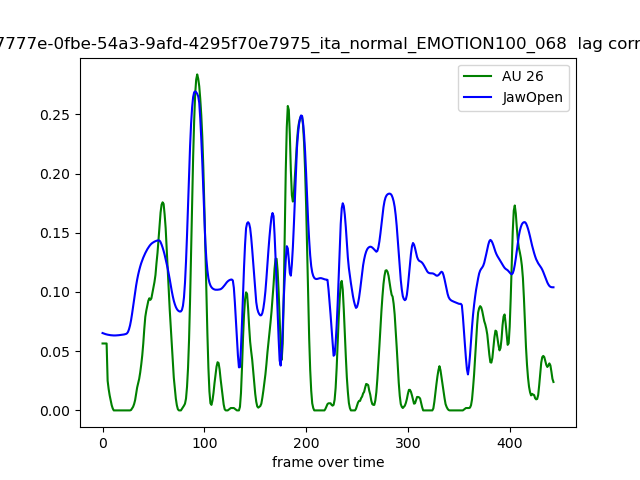 7777e-0fbe-54a3-9afd-4295f70e7975_ita_normal_EMOTION100_068 lag corr
AU 26
JawOpen
0.25
0.20
0.15
0.10
0.05
0.00
0 100 200 300 400
frame over time